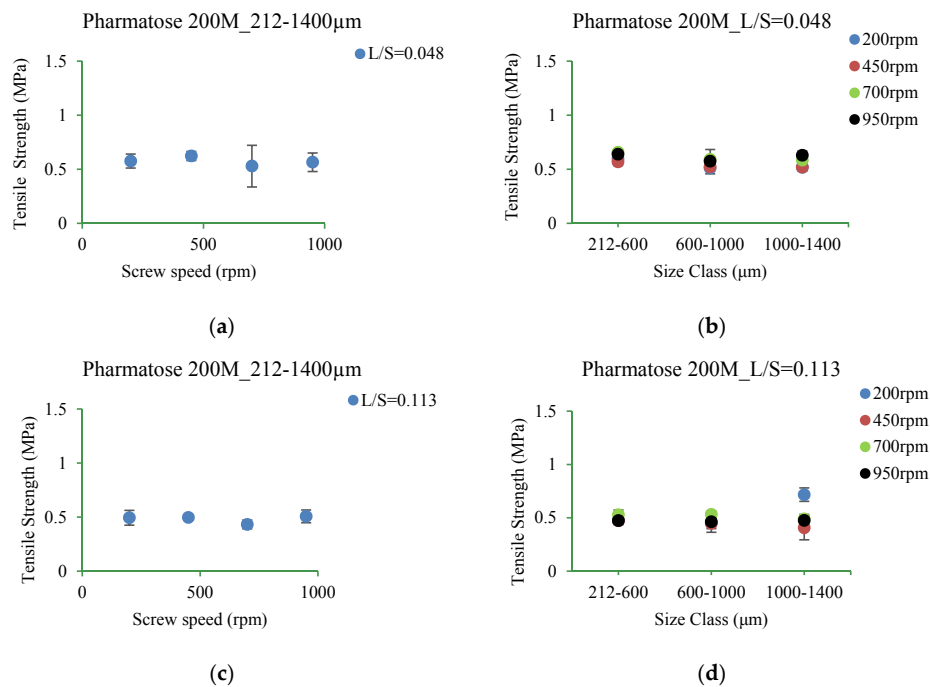 Pharmatose 200M_212-1400µm
L/S=0.048
Tensile Strength (MPa)
1.5
1
0.5
0
0
500
1000
Screw speed (rpm)
(a)
Pharmatose 200M_L/S=0.048
200rpm
450rpm
700rpm
950rpm
Tensile Strength (MPa)
1.5
1
0.5
0
212-600
600-1000
1000-1400
Size Class (µm)
(b)
Pharmatose 200M_212-1400µm
L/S=0.113
Tensile Strength (MPa)
1.5
1
0.5
0
0
500
1000
Screw speed (rpm)
(c)
Pharmatose 200M_L/S=0.113
200rpm
450rpm
700rpm
950rpm
Tensile Strength (MPa)
1.5
1
0.5
0
212-600
600-1000
1000-1400
Size Class (µm)
(d)